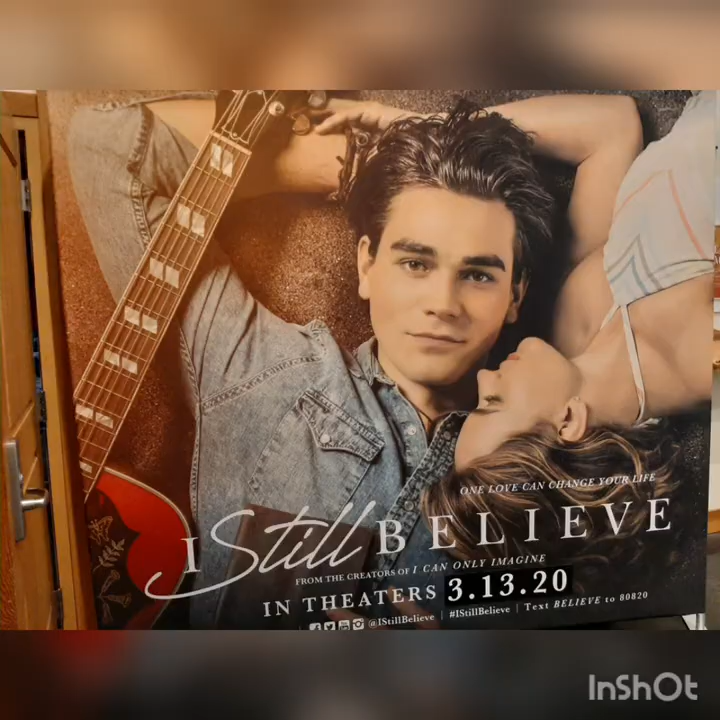 ONE LOVE CAN CHANGE YOUR LIFE
I Still BELIEVE
FROM THE CREATORS OF I CAN ONLY IMAGINE
IN THEATERS 3.13.20
@IStillBelieve | #IStillBelieve | Text BELIEVE to 80820
InShOt